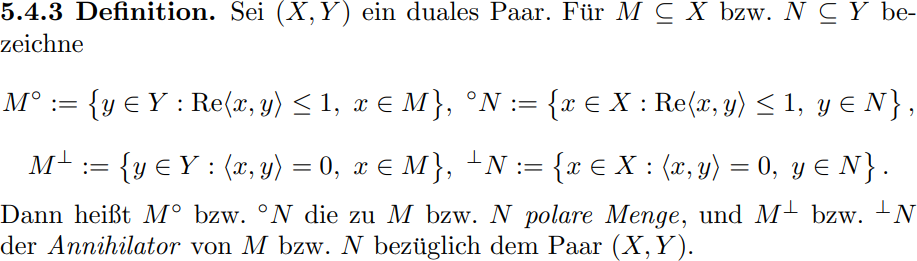 5.4.3 Definition. Sei (X, Y) ein duales Paar. Für M ⊆ X bzw. N ⊆ Y be-
zeichne
M° := {y ∈ Y : Re⟨x, y⟩ ≤ 1, x ∈ M}, °N := {x ∈ X : Re⟨x, y⟩ ≤ 1, y ∈ N},
M⊥ := {y ∈ Y : ⟨x, y⟩ = 0, x ∈ M}, ⊥N := {x ∈ X : ⟨x, y⟩ = 0, y ∈ N}.
Dann heißt M° bzw. °N die zu M bzw. N polare Menge, und M⊥ bzw. ⊥N
der Annihilator von M bzw. N bezüglich dem Paar (X, Y).